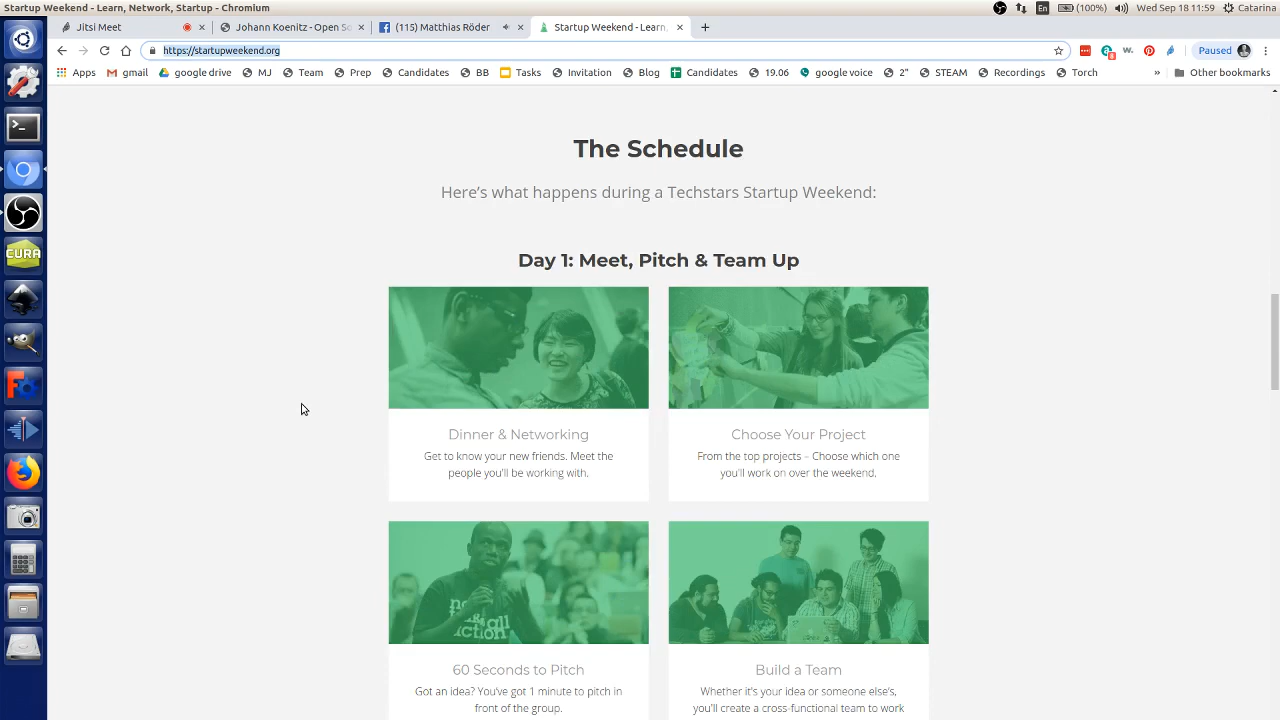 Startup Weekend - Learn, Network, Startup - Chromium
En
(100%)
Wed Sep 18 11:59
Catarina
Jitsi Meet
Johann Koenitz - Open So
(115) Matthias Röder
Startup Weekend - Learn,
https://startupweekend.org
Paused
Apps
gmail
google drive
MJ
Team
Prep
Candidates
BB
Tasks
Invitation
Blog
Candidat
19.06
google voice
2"
STEAM
Recordings
Torch
»
Other bookmarks
The Schedule
Here's what happens during a Techstars Startup Weekend:
Day 1: Meet, Pitch & Team Up
Dinner & Networking
Get to know your new friends. Meet the
people you'll be working with.
Choose Your Project
From the top projects – Choose which one
you'll work on over the weekend.
60 Seconds to Pitch
Got an idea? You've got 1 minute to pitch in
front of the group.
Build a Team
Whether it's your idea or someone else's,
you'll create a cross-functional team to work
CURA